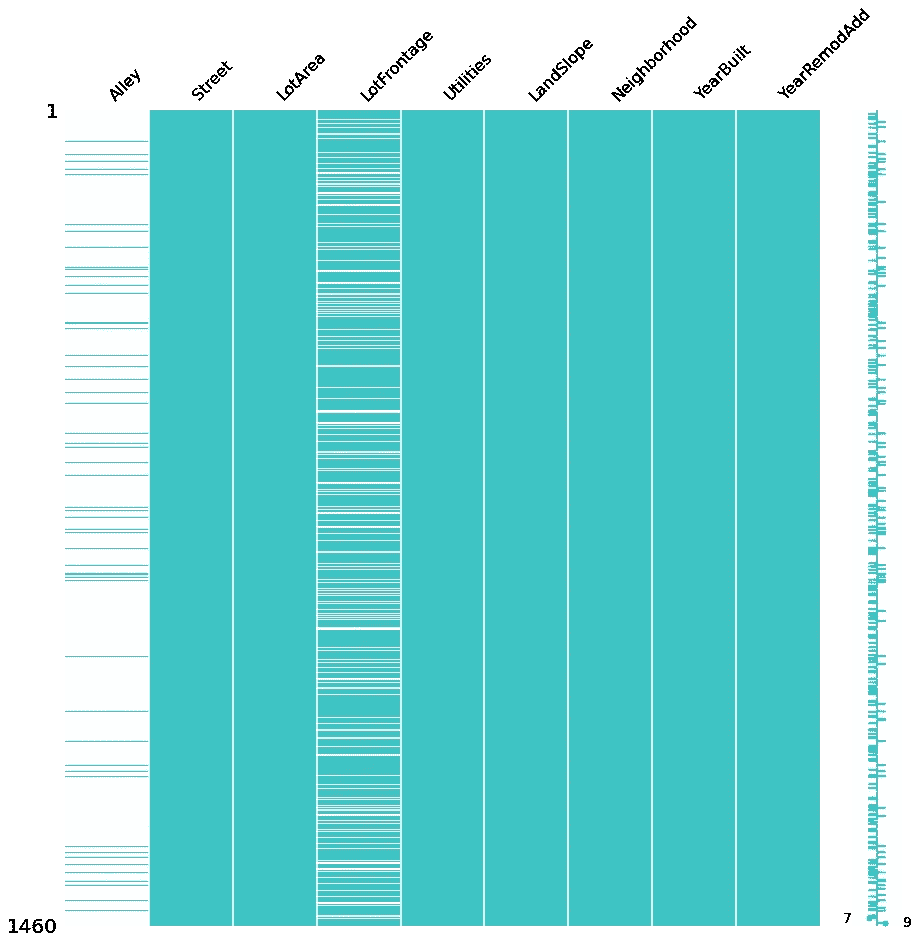 Alley
Street
LotArea
LotFrontage
Utilities
LandSlope
Neighborhood
YearBuilt
YearRemodAdd
1
1460
7
9